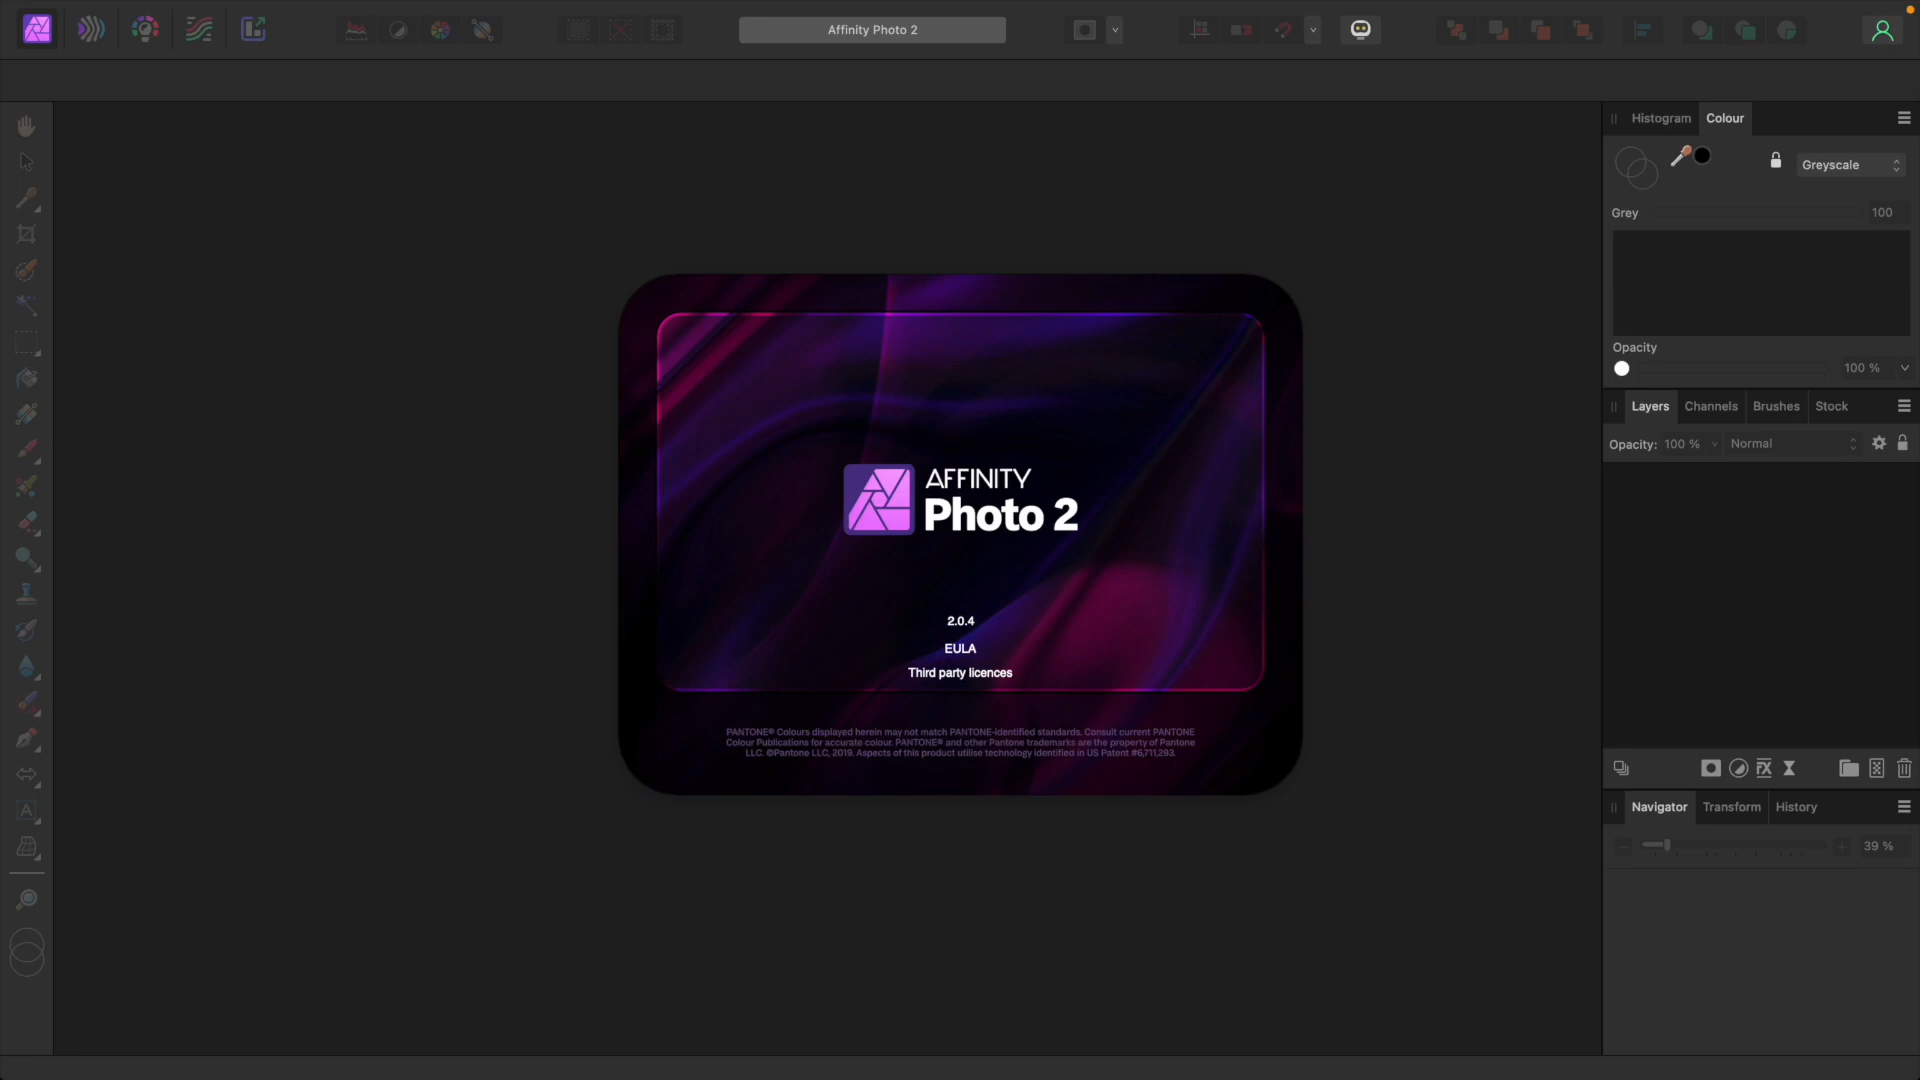 Affinity Photo 2
Histogram
Colour
Greyscale
Grey
100
Opacity
100 %
Layers
Channels
Brushes
Stock
Opacity: 100 %
Normal
AFFINITY
Photo 2
2.0.4
EULA
Third party licences
PANTONE® Colours displayed herein may not match PANTONE-identified standards. Consult current PANTONE
Colour Publications for accurate colour. PANTONE® and other Pantone trademarks are the property of Pantone
LLC. ©Pantone LLC, 2019. Aspects of this product utilise technology identified in US Patent #6,711,293.
Navigator
Transform
History
39 %